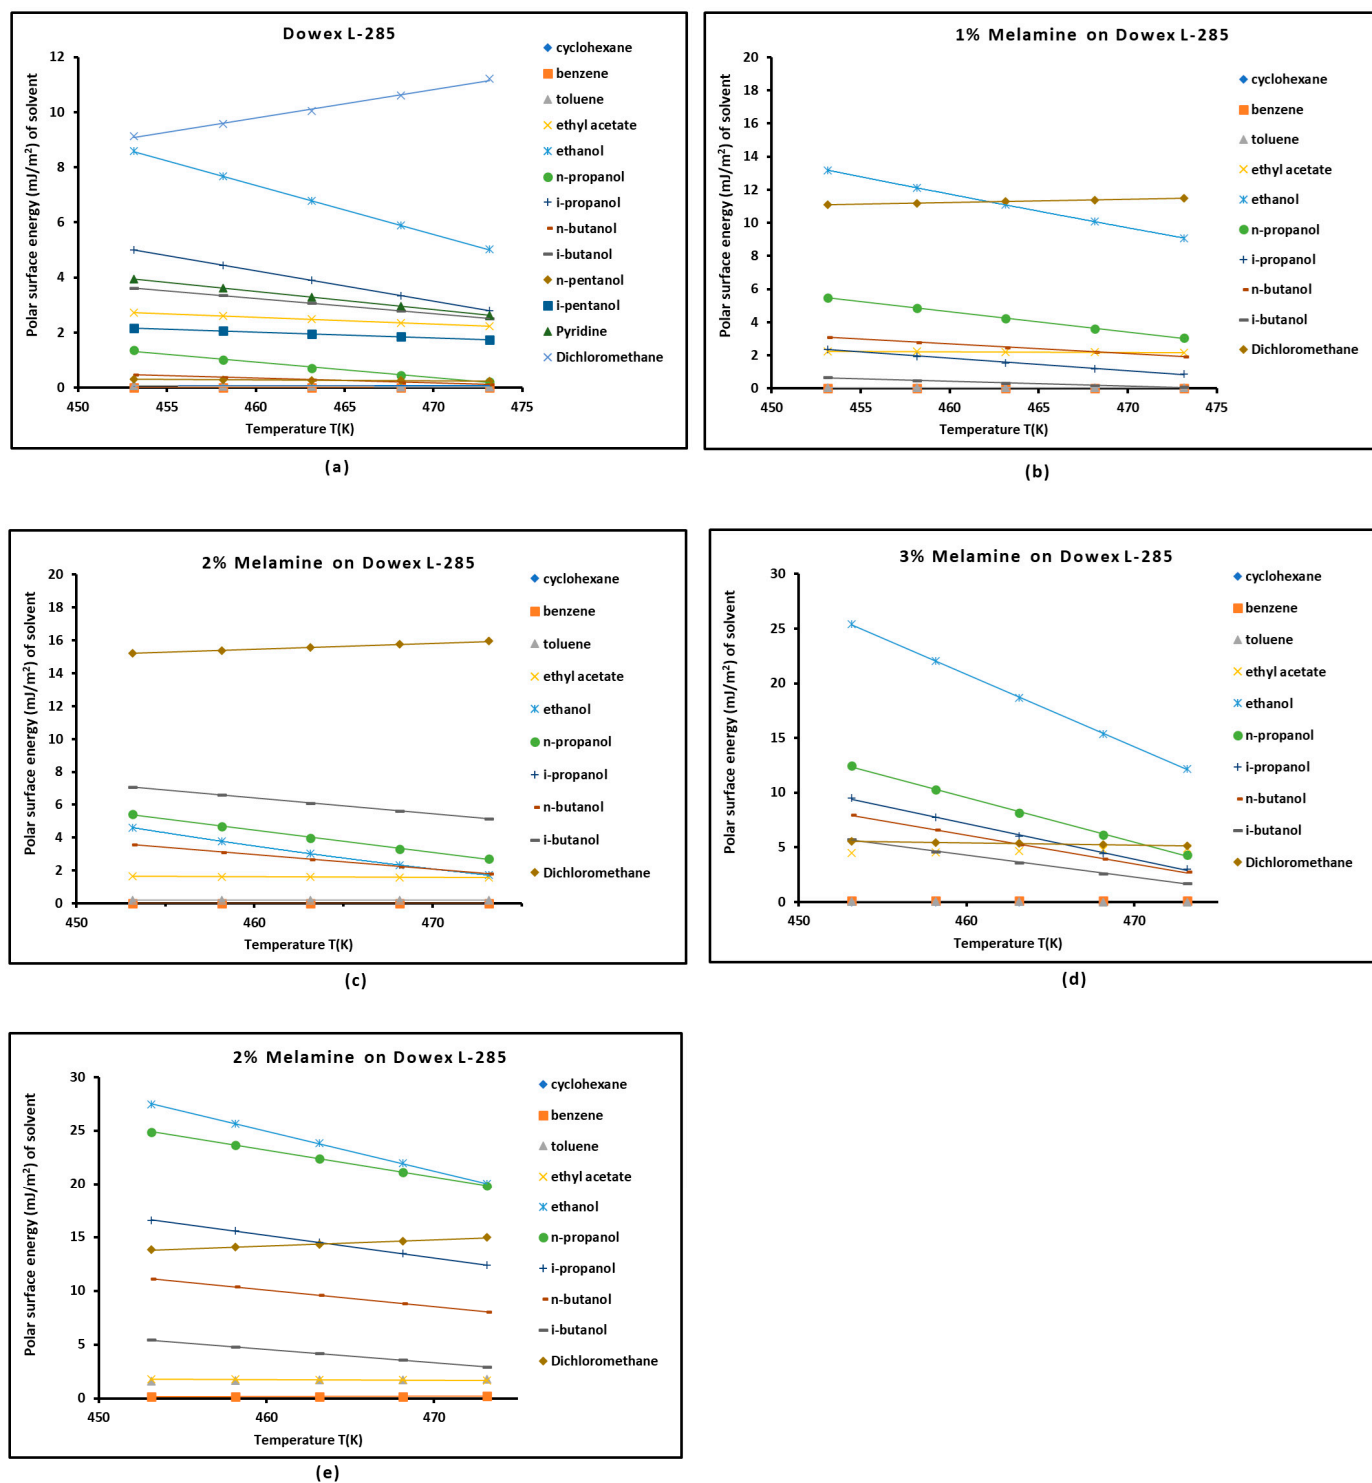 Dowex L-285
Polar surface energy (mJ/m²) of solvent
12
10
8
6
4
2
0
450
455
460
465
470
475
Temperature T(K)
cyclohexane
benzene
toluene
ethyl acetate
ethanol
n-propanol
i-propanol
n-butanol
i-butanol
n-pentanol
i-pentanol
Pyridine
Dichloromethane
(a)
1% Melamine on Dowex L-285
Polar surface energy (mJ/m²) of solvent
20
18
16
14
12
10
8
6
4
2
0
450
455
460
465
470
475
Temperature T(K)
cyclohexane
benzene
toluene
ethyl acetate
ethanol
n-propanol
i-propanol
n-butanol
i-butanol
Dichloromethane
(b)
2% Melamine on Dowex L-285
Polar surface energy (mJ/m²) of solvent
20
18
16
14
12
10
8
6
4
2
0
450
460
470
Temperature T(K)
cyclohexane
benzene
toluene
ethyl acetate
ethanol
n-propanol
i-propanol
n-butanol
i-butanol
Dichloromethane
(c)
3% Melamine on Dowex L-285
Polar surface energy (mJ/m²) of solvent
30
25
20
15
10
5
0
450
460
470
Temperature T(K)
cyclohexane
benzene
toluene
ethyl acetate
ethanol
n-propanol
i-propanol
n-butanol
i-butanol
Dichloromethane
(d)
2% Melamine on Dowex L-285
Polar surface energy (mJ/m²) of solvent
30
25
20
15
10
5
0
450
460
470
Temperature T(K)
cyclohexane
benzene
toluene
ethyl acetate
ethanol
n-propanol
i-propanol
n-butanol
i-butanol
Dichloromethane
(e)